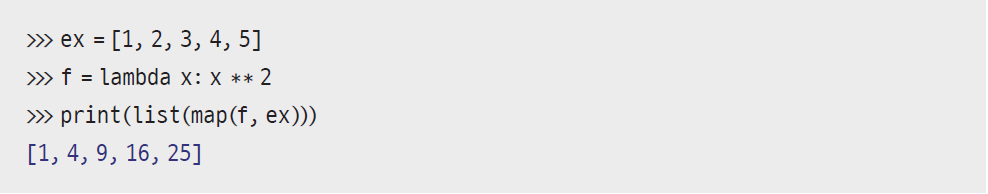 >>> ex = [1, 2, 3, 4, 5]
>>> f = lambda x: x ** 2
>>> print(list(map(f, ex)))
[1, 4, 9, 16, 25]